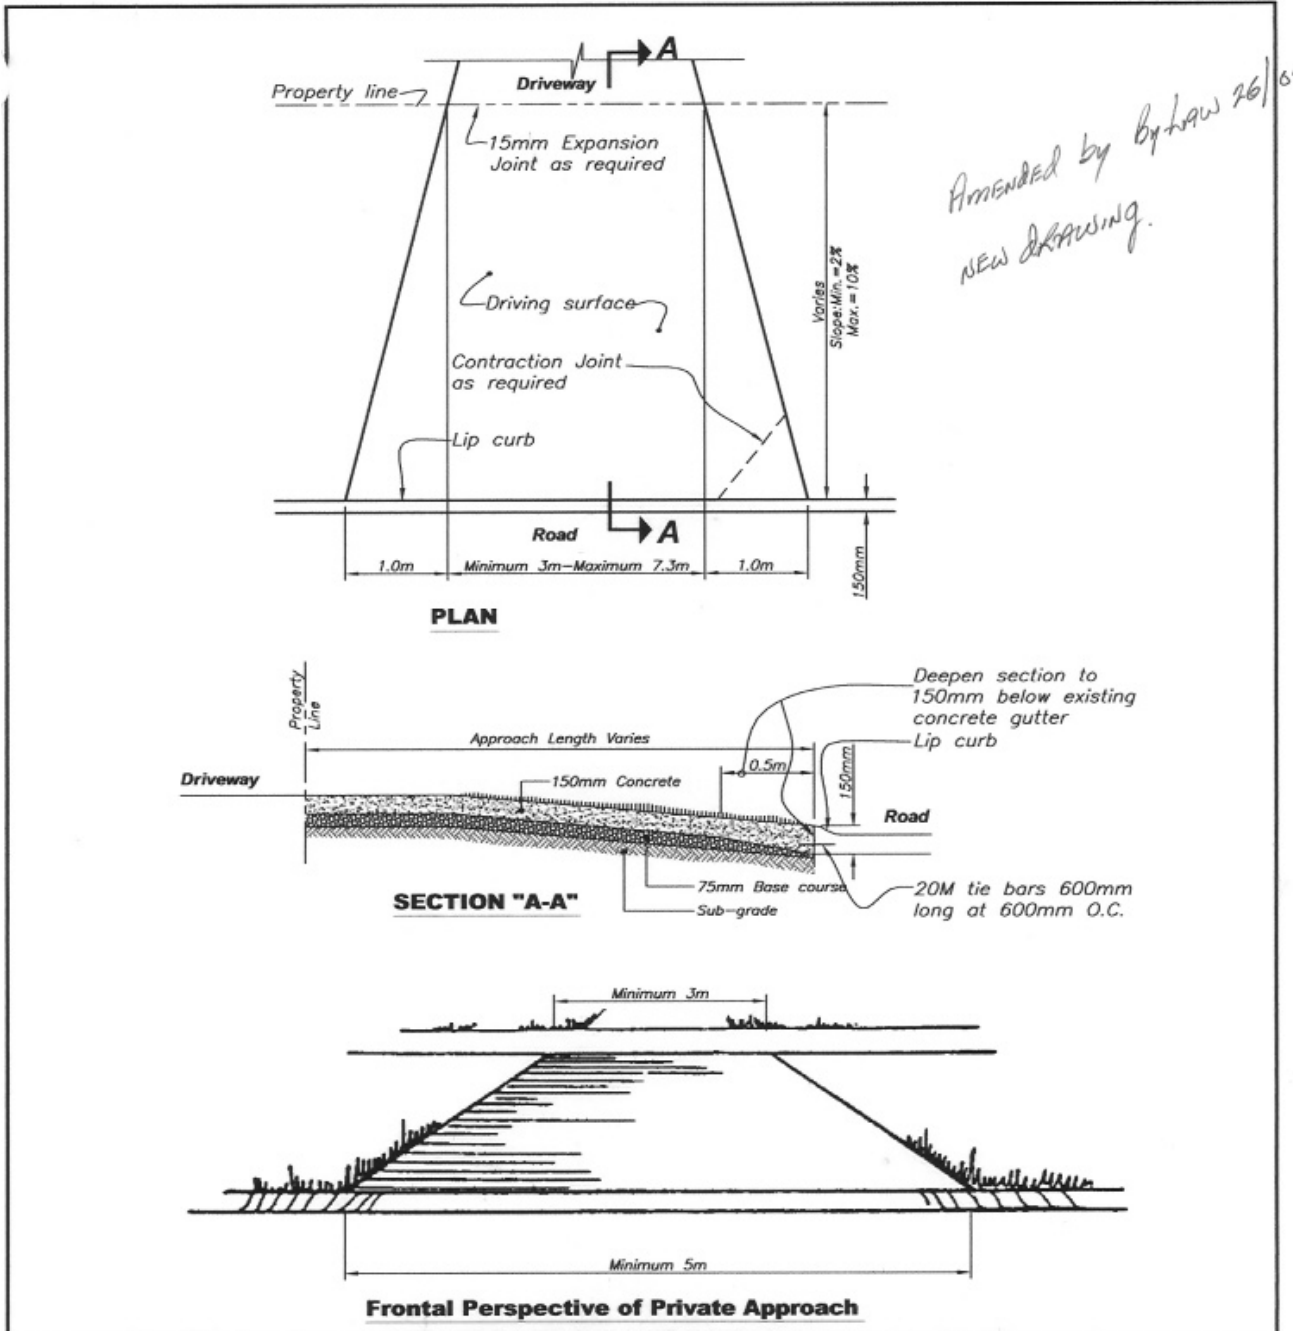 A
Driveway
Property line
15mm Expansion
Joint as required
Amended by By-Law 26/
NEW DRAWING.
Driving surface
Varies
Slope:Min.=2%
Max.=10%
Contraction Joint
as required
Lip curb
Road
A
1.0m
Minimum 3m-Maximum 7.3m
1.0m
150mm
PLAN
Property
Line
Deepen section to
150mm below existing
concrete gutter
Lip curb
Approach Length Varies
0.5m
150mm
Driveway
150mm Concrete
Road
75mm Base course
Sub-grade
20M tie bars 600mm
long at 600mm O.C.
SECTION "A-A"
Minimum 3m
Minimum 5m
Frontal Perspective of Private Approach